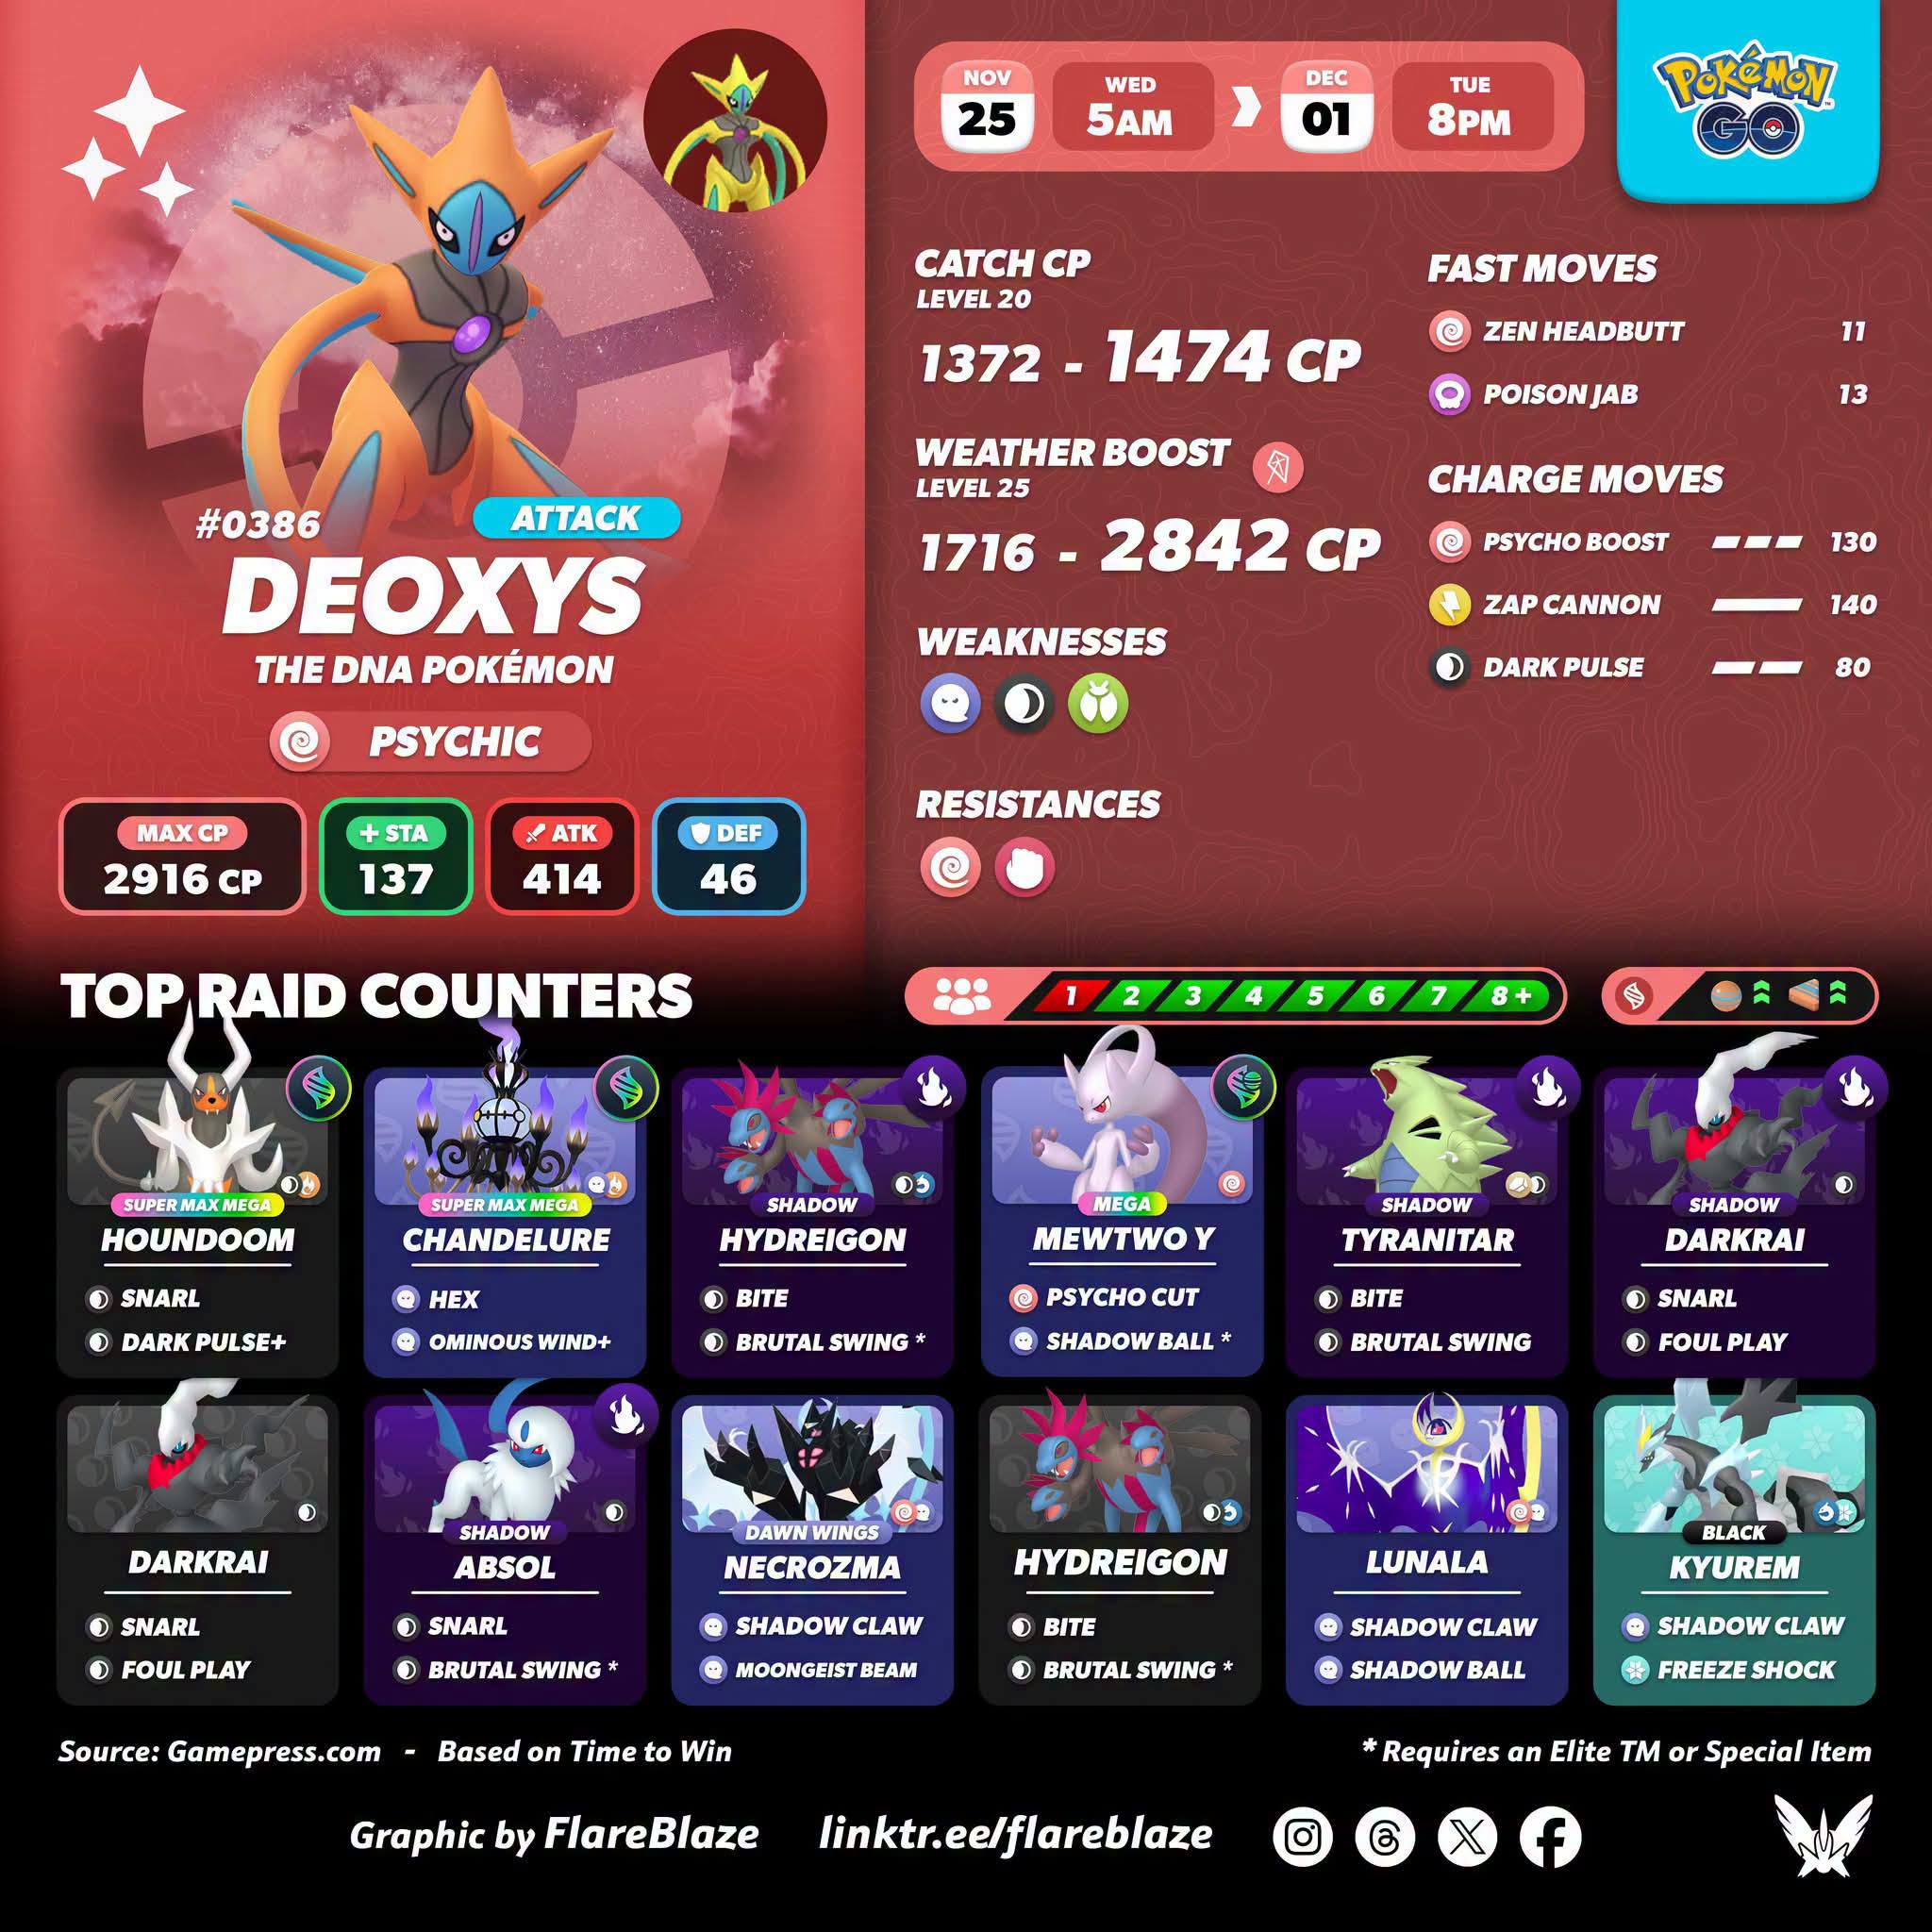 NOV
25
WED
5AM
DEC
01
TUE
8PM
POKéMON
GO
#0386
ATTACK
DEOXYS
THE DNA POKÉMON
PSYCHIC
MAX CP
2916 CP
STA
137
ATK
414
DEF
46
CATCH CP
LEVEL 20
1372 - 1474 CP
WEATHER BOOST
LEVEL 25
1716 - 2842 CP
WEAKNESSES
RESISTANCES
FAST MOVES
ZEN HEADBUTT 11
POISON JAB 13
CHARGE MOVES
PSYCHO BOOST 130
ZAP CANNON 140
DARK PULSE 80
TOP RAID COUNTERS
1 2 3 4 5 6 7 8+
SUPER MAX MEGA
HOUNDOOM
SNARL
DARK PULSE+
SUPER MAX MEGA
CHANDELURE
HEX
OMINOUS WIND+
SHADOW
HYDREIGON
BITE
BRUTAL SWING *
MEGA
MEWTWO Y
PSYCHO CUT
SHADOW BALL *
SHADOW
TYRANITAR
BITE
BRUTAL SWING
SHADOW
DARKRAI
SNARL
FOUL PLAY
DARKRAI
SNARL
FOUL PLAY
SHADOW
ABSOL
SNARL
BRUTAL SWING *
DAWN WINGS
NECROZMA
SHADOW CLAW
MOONGEIST BEAM
HYDREIGON
BITE
BRUTAL SWING *
LUNALA
SHADOW CLAW
SHADOW BALL
BLACK
KYUREM
SHADOW CLAW
FREEZE SHOCK
Source: Gamepress.com - Based on Time to Win
* Requires an Elite TM or Special Item
Graphic by FlareBlaze
linktr.ee/flareblaze